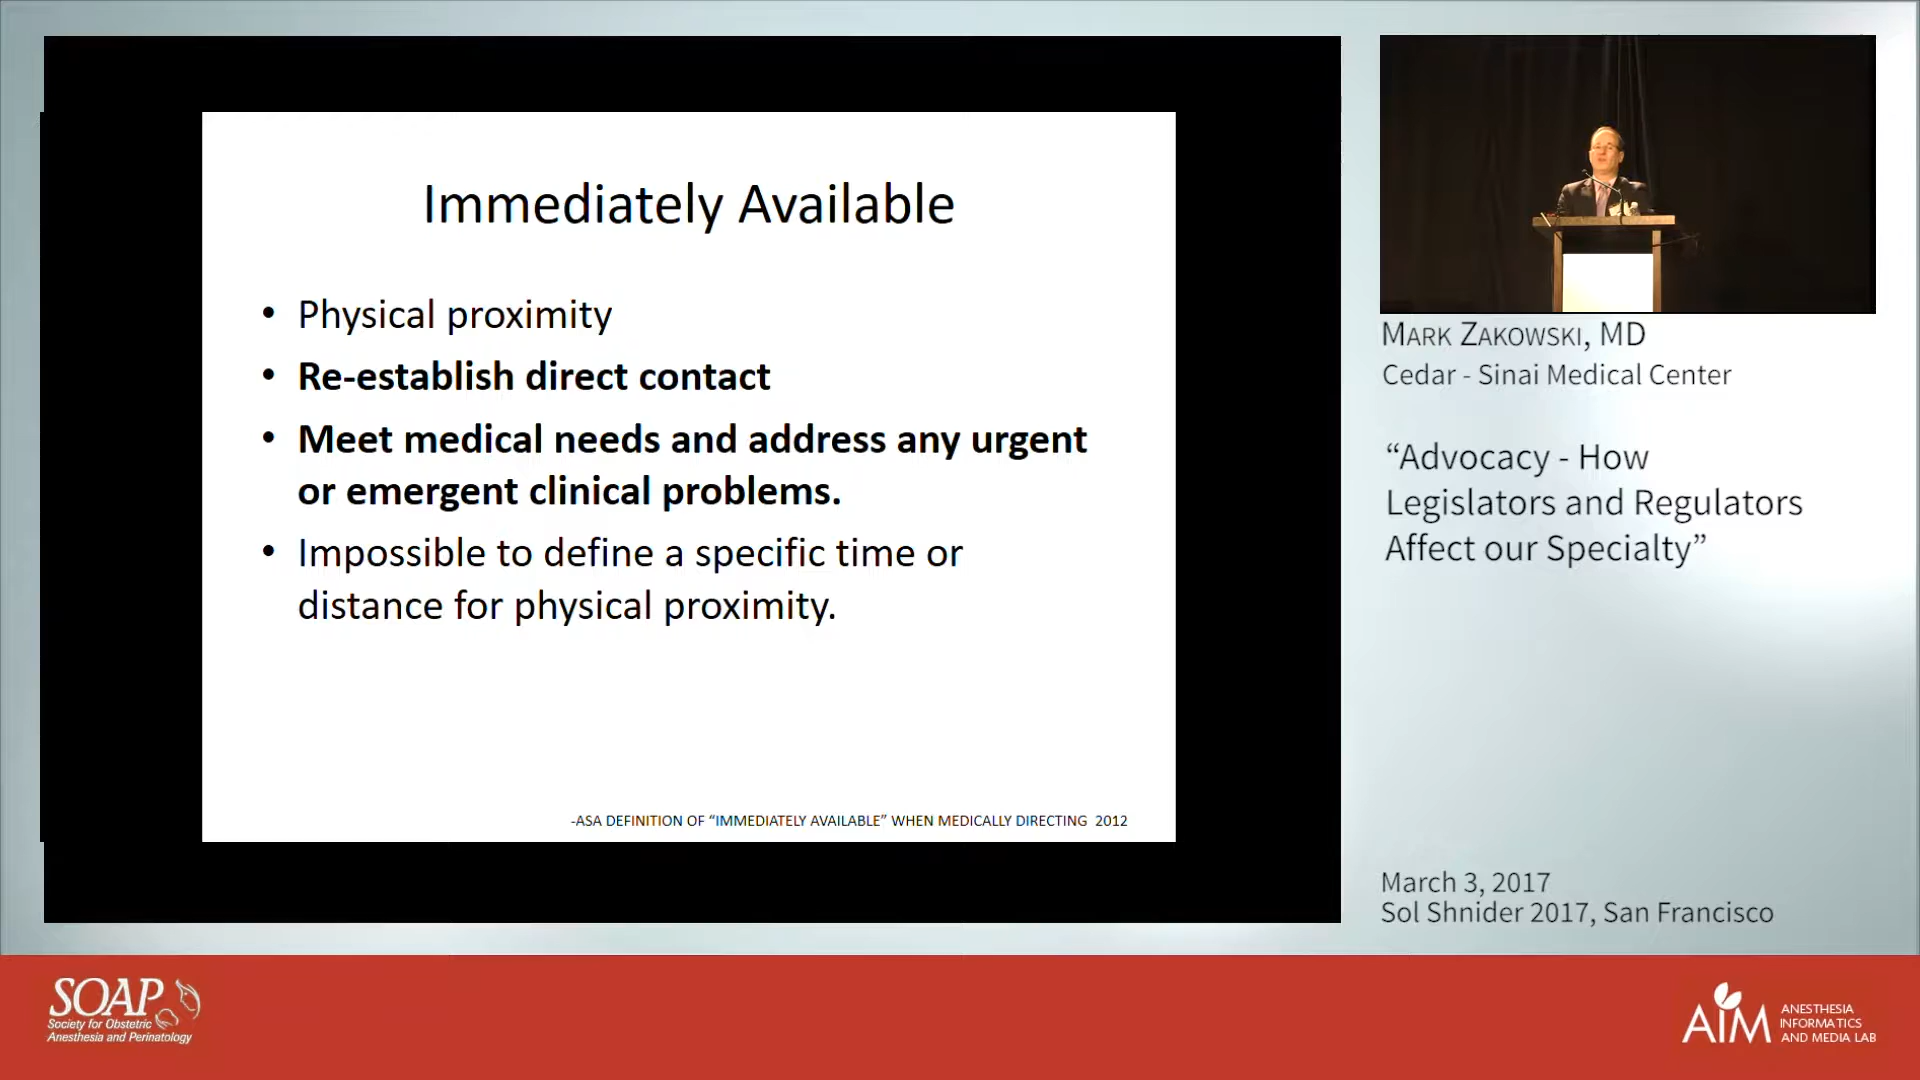 Immediately Available
• Physical proximity
• Re-establish direct contact
• Meet medical needs and address any urgent
or emergent clinical problems.
• Impossible to define a specific time or
distance for physical proximity.
-ASA DEFINITION OF “IMMEDIATELY AVAILABLE” WHEN MEDICALLY DIRECTING 2012
MARK ZAKOWSKI, MD
Cedar - Sinai Medical Center
“Advocacy - How
Legislators and Regulators
Affect our Specialty”
March 3, 2017
Sol Shnider 2017, San Francisco
SOAP
Society for Obstetric
Anesthesia and Perinatology
AIM
ANESTHESIA
INFORMATICS
AND MEDIA LAB